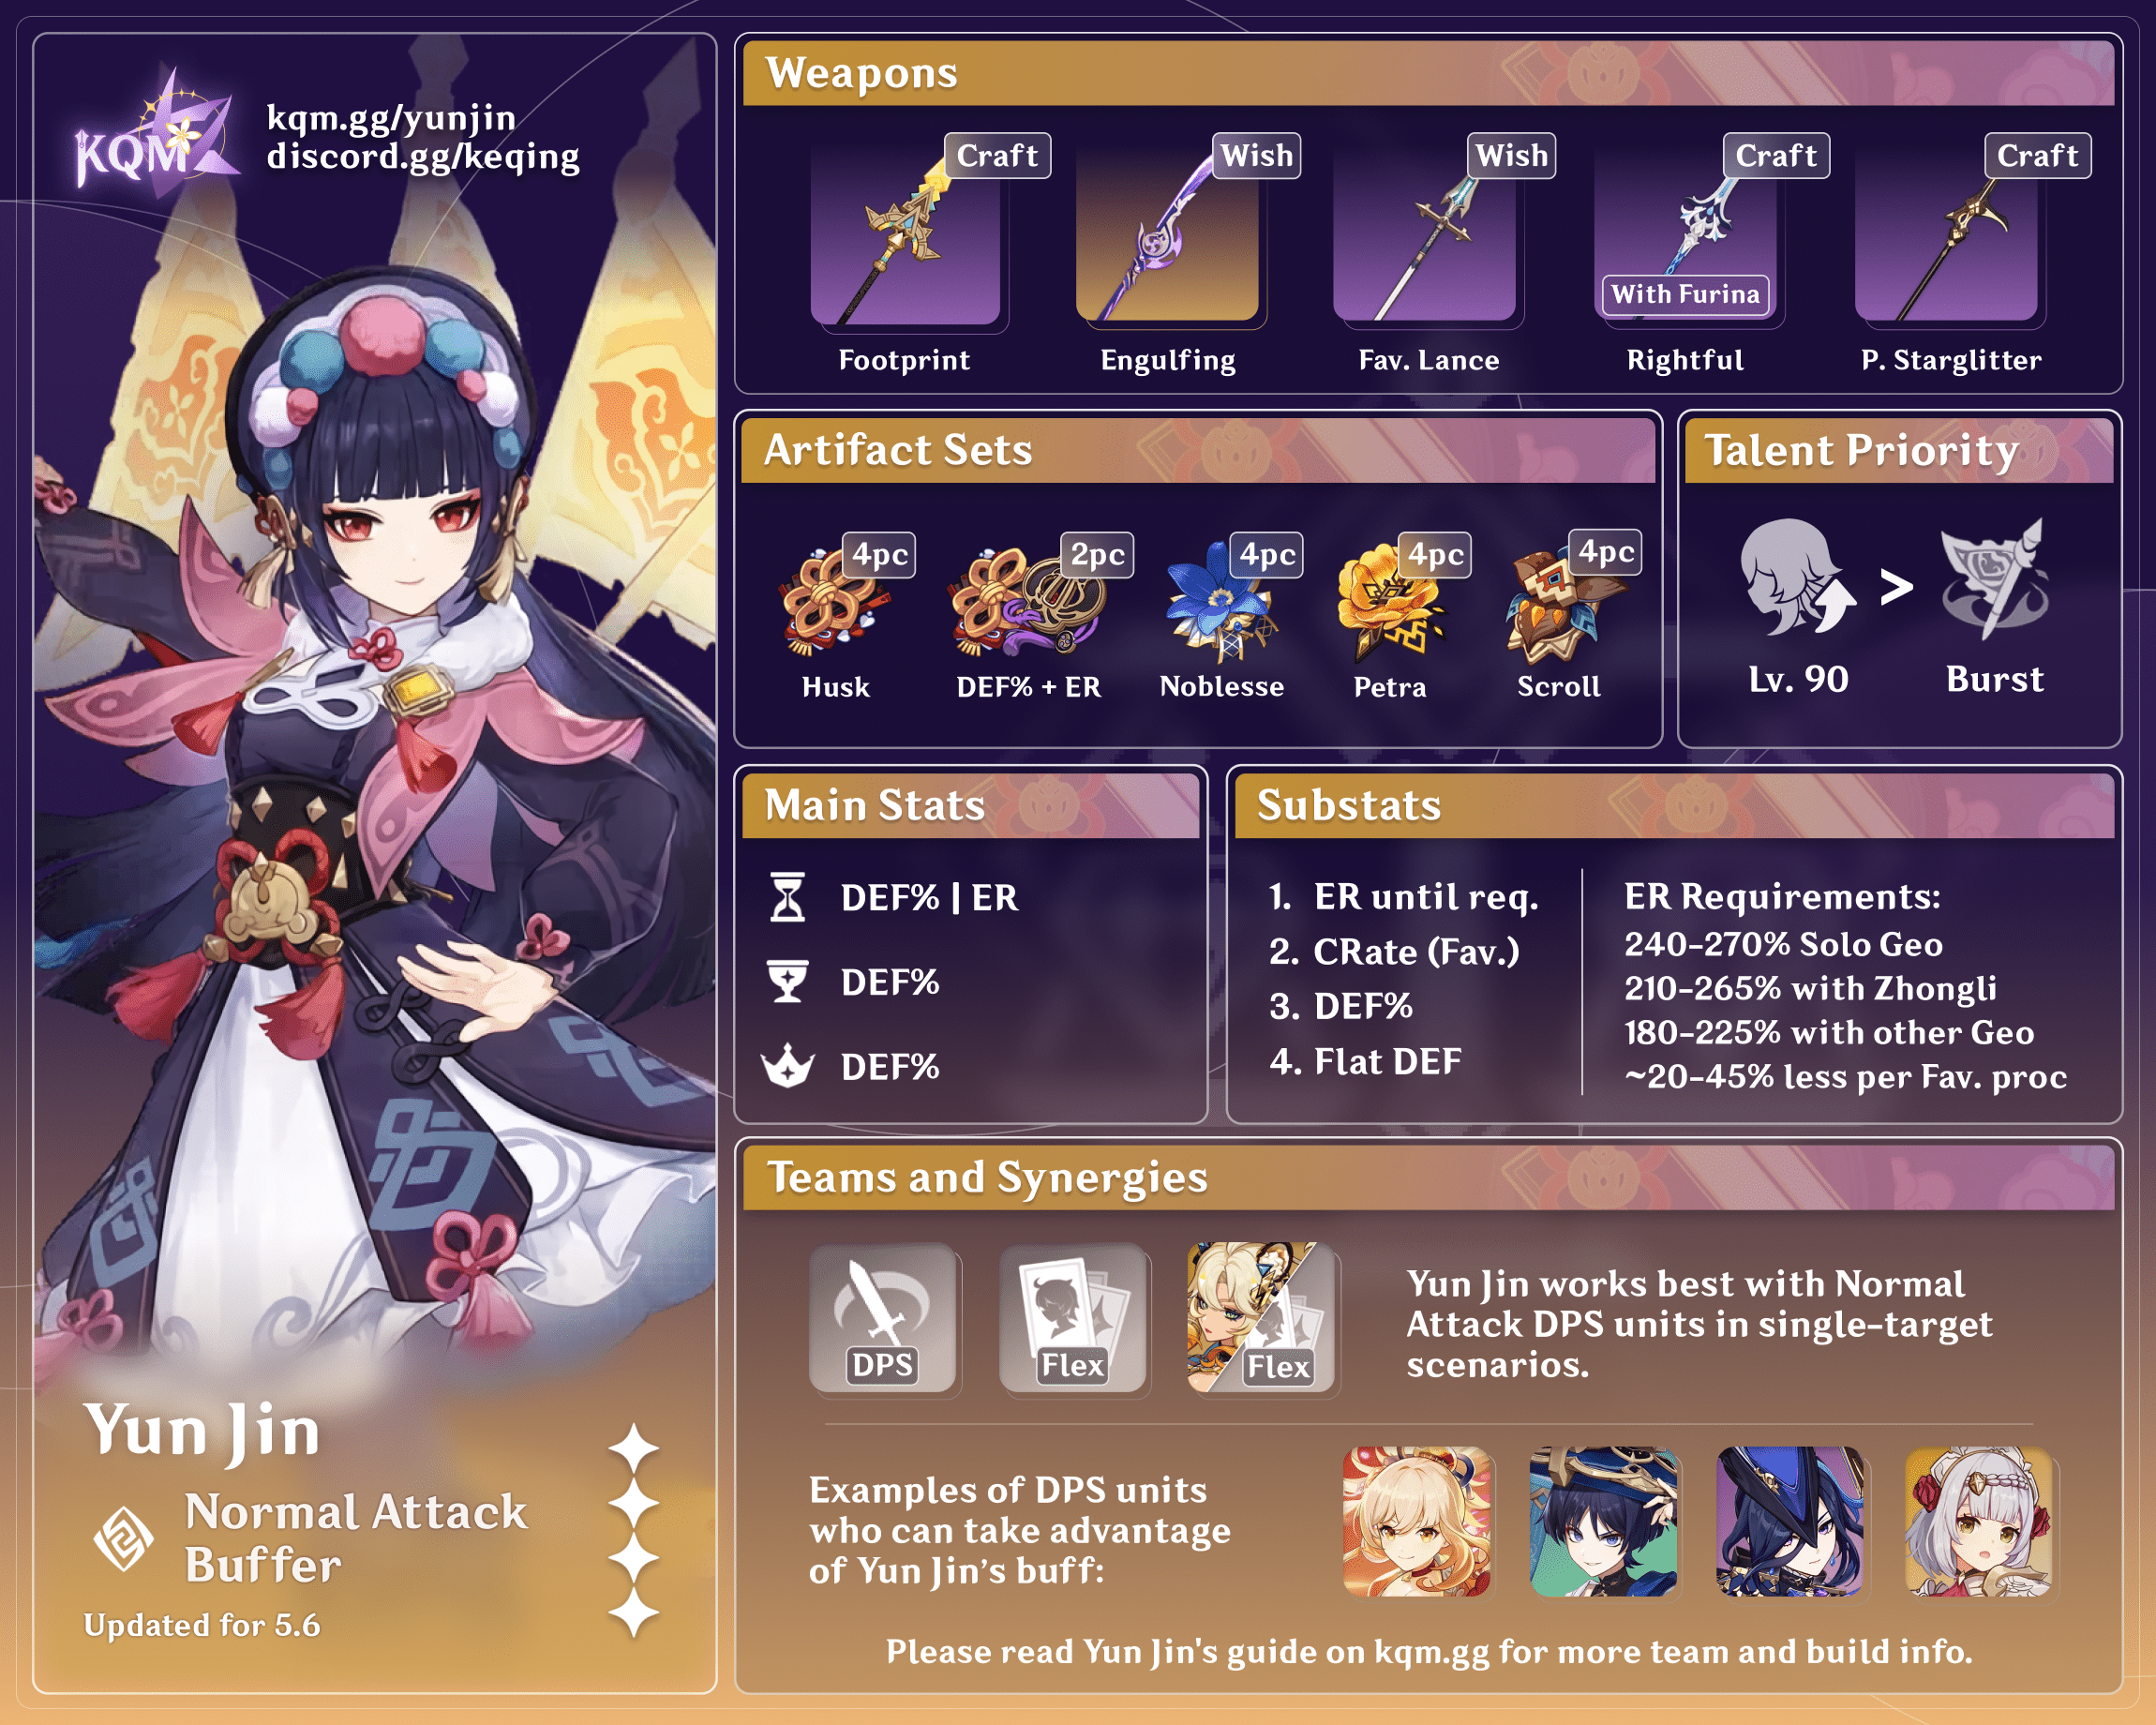 KQM
kqm.gg/yunjin
discord.gg/keqing
Yun Jin
Normal Attack
Buffer
Updated for 5.6
Weapons
Craft
Wish
Wish
Craft
Craft
With Furina
Footprint
Engulfing
Fav. Lance
Rightful
P. Starglitter
Artifact Sets
4pc
2pc
4pc
4pc
4pc
Husk
DEF% + ER
Noblesse
Petra
Scroll
Talent Priority
>
Lv. 90
Burst
Main Stats
DEF% | ER
DEF%
DEF%
Substats
1. ER until req.
2. CRate (Fav.)
3. DEF%
4. Flat DEF
ER Requirements:
240-270% Solo Geo
210-265% with Zhongli
180-225% with other Geo
~20-45% less per Fav. proc
Teams and Synergies
DPS
Flex
Flex
Yun Jin works best with Normal
Attack DPS units in single-target
scenarios.
Examples of DPS units
who can take advantage
of Yun Jin's buff:
Please read Yun Jin's guide on kqm.gg for more team and build info.